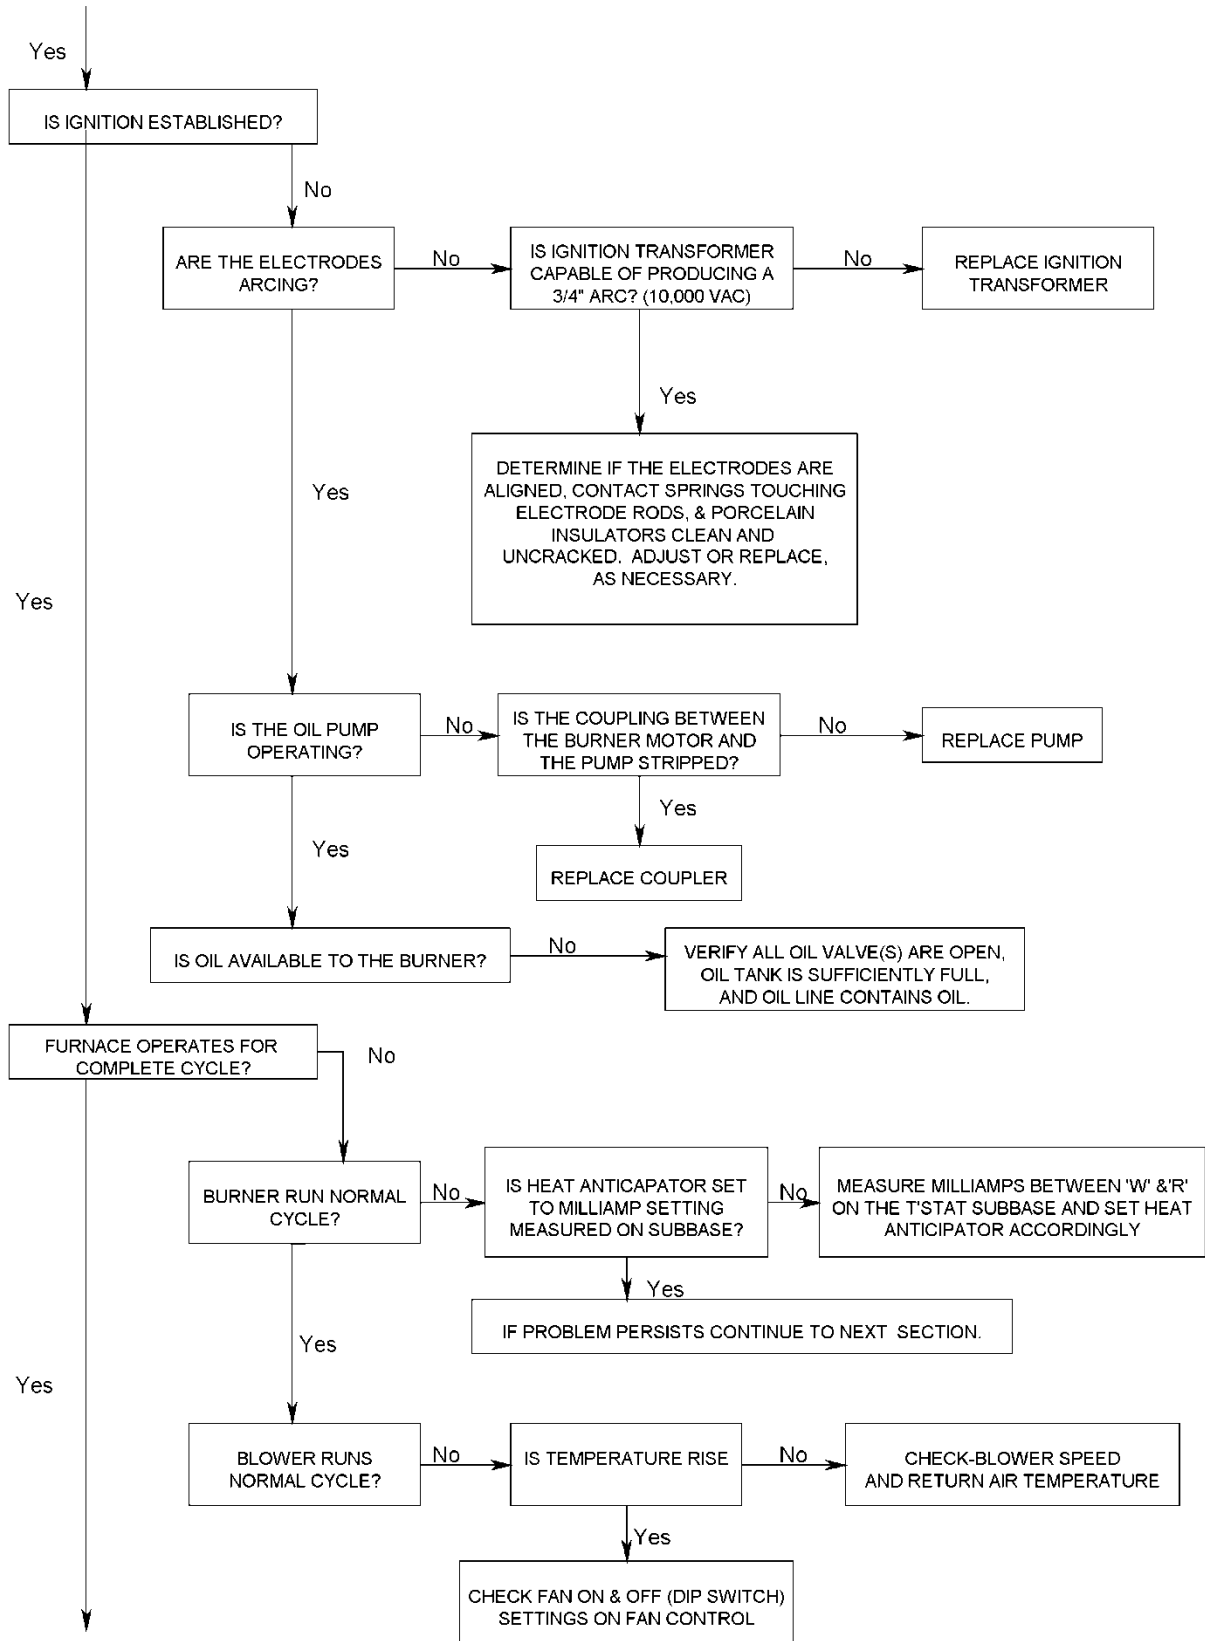 Yes
IS IGNITION ESTABLISHED?
No
ARE THE ELECTRODES
ARCING?
No
IS IGNITION TRANSFORMER
CAPABLE OF PRODUCING A
3/4" ARC? (10,000 VAC)
No
REPLACE IGNITION
TRANSFORMER
Yes
DETERMINE IF THE ELECTRODES ARE
ALIGNED, CONTACT SPRINGS TOUCHING
ELECTRODE RODS, & PORCELAIN
INSULATORS CLEAN AND
UNCRACKED. ADJUST OR REPLACE,
AS NECESSARY.
Yes
Yes
IS THE OIL PUMP
OPERATING?
No
IS THE COUPLING BETWEEN
THE BURNER MOTOR AND
THE PUMP STRIPPED?
No
REPLACE PUMP
Yes
REPLACE COUPLER
Yes
IS OIL AVAILABLE TO THE BURNER?
No
VERIFY ALL OIL VALVE(S) ARE OPEN,
OIL TANK IS SUFFICIENTLY FULL,
AND OIL LINE CONTAINS OIL.
FURNACE OPERATES FOR
COMPLETE CYCLE?
No
BURNER RUN NORMAL
CYCLE?
No
IS HEAT ANTICAPATOR SET
TO MILLIAMP SETTING
MEASURED ON SUBBASE?
No
MEASURE MILLIAMPS BETWEEN 'W' &'R'
ON THE T'STAT SUBBASE AND SET HEAT
ANTICIPATOR ACCORDINGLY
Yes
IF PROBLEM PERSISTS CONTINUE TO NEXT SECTION.
Yes
Yes
BLOWER RUNS
NORMAL CYCLE?
No
IS TEMPERATURE RISE
No
CHECK-BLOWER SPEED
AND RETURN AIR TEMPERATURE
Yes
CHECK FAN ON & OFF (DIP SWITCH)
SETTINGS ON FAN CONTROL